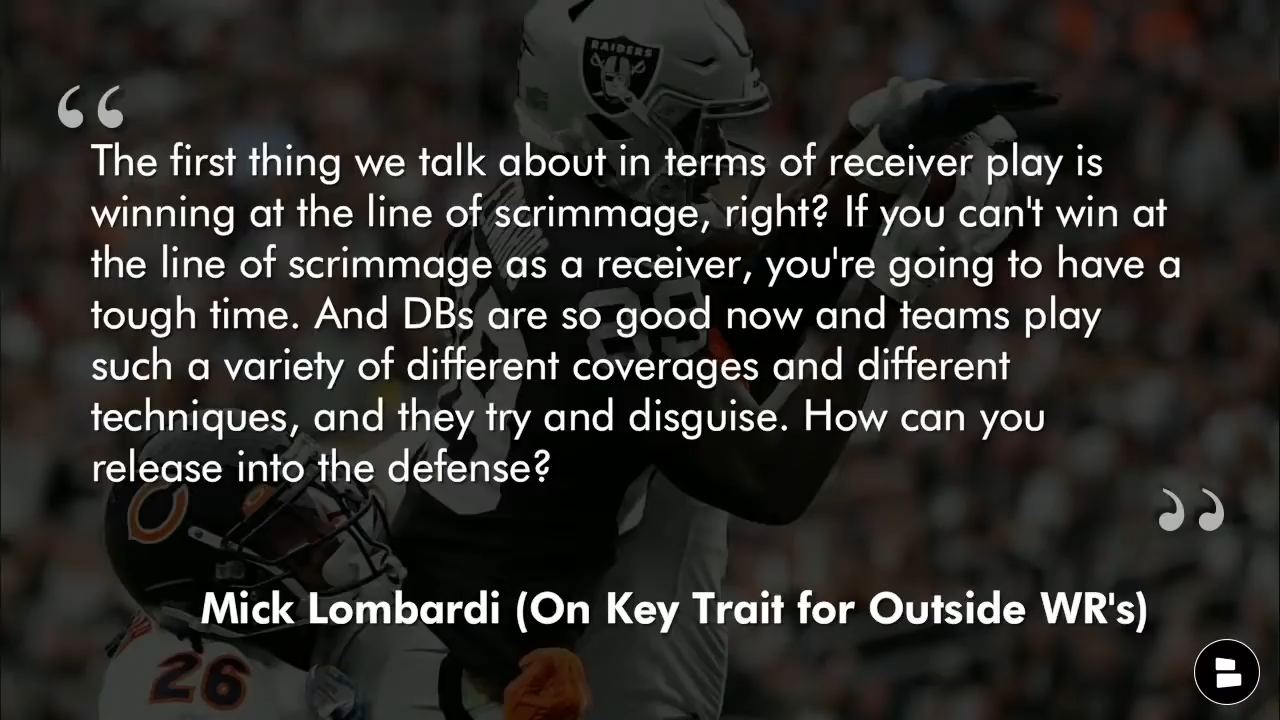 RAIDERS
“
The first thing we talk about in terms of receiver play is
winning at the line of scrimmage, right? If you can't win at
the line of scrimmage as a receiver, you're going to have a
tough time. And DBs are so good now and teams play
such a variety of different coverages and different
techniques, and they try and disguise. How can you
release into the defense?
”
Mick Lombardi (On Key Trait for Outside WR's)
26